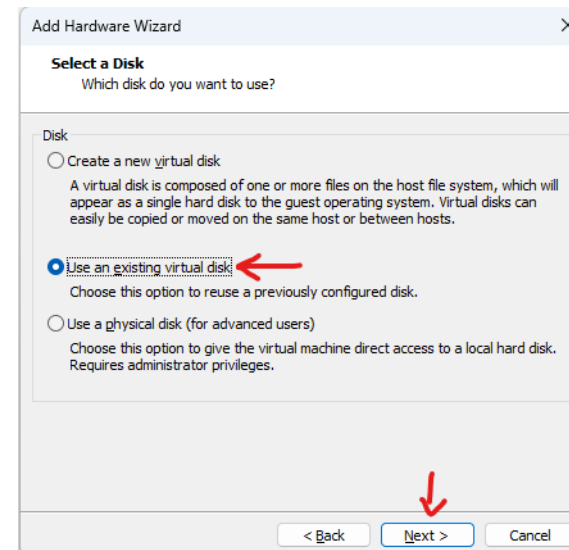 Add Hardware Wizard
Select a Disk
Which disk do you want to use?
Disk
Create a new virtual disk
A virtual disk is composed of one or more files on the host file system, which will
appear as a single hard disk to the guest operating system. Virtual disks can
easily be copied or moved on the same host or between hosts.
Use an existing virtual disk
Choose this option to reuse a previously configured disk.
Use a physical disk (for advanced users)
Choose this option to give the virtual machine direct access to a local hard disk.
Requires administrator privileges.
< Back Next > Cancel